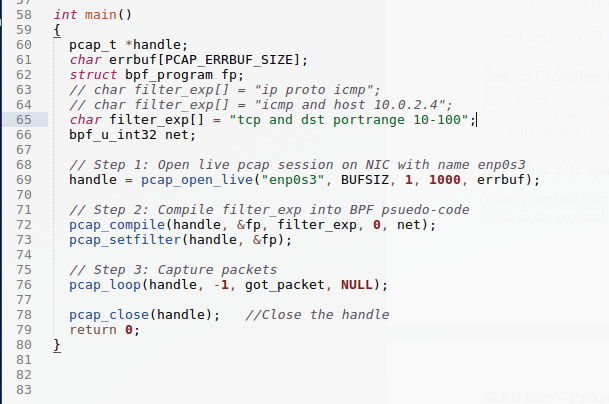 58 int main()
59 {
60   pcap_t *handle;
61   char errbuf[PCAP_ERRBUF_SIZE];
62   struct bpf_program fp;
63   // char filter_exp[] = "ip proto icmp";
64   // char filter_exp[] = "icmp and host 10.0.2.4";
65   char filter_exp[] = "tcp and dst portrange 10-100";
66   bpf_u_int32 net;
67
68   // Step 1: Open live pcap session on NIC with name enp0s3
69   handle = pcap_open_live("enp0s3", BUFSIZ, 1, 1000, errbuf);
70
71   // Step 2: Compile filter_exp into BPF psuedo-code
72   pcap_compile(handle, &fp, filter_exp, 0, net);
73   pcap_setfilter(handle, &fp);
74
75   // Step 3: Capture packets
76   pcap_loop(handle, -1, got_packet, NULL);
77
78   pcap_close(handle);   //Close the handle
79   return 0;
80 }
81
82
83